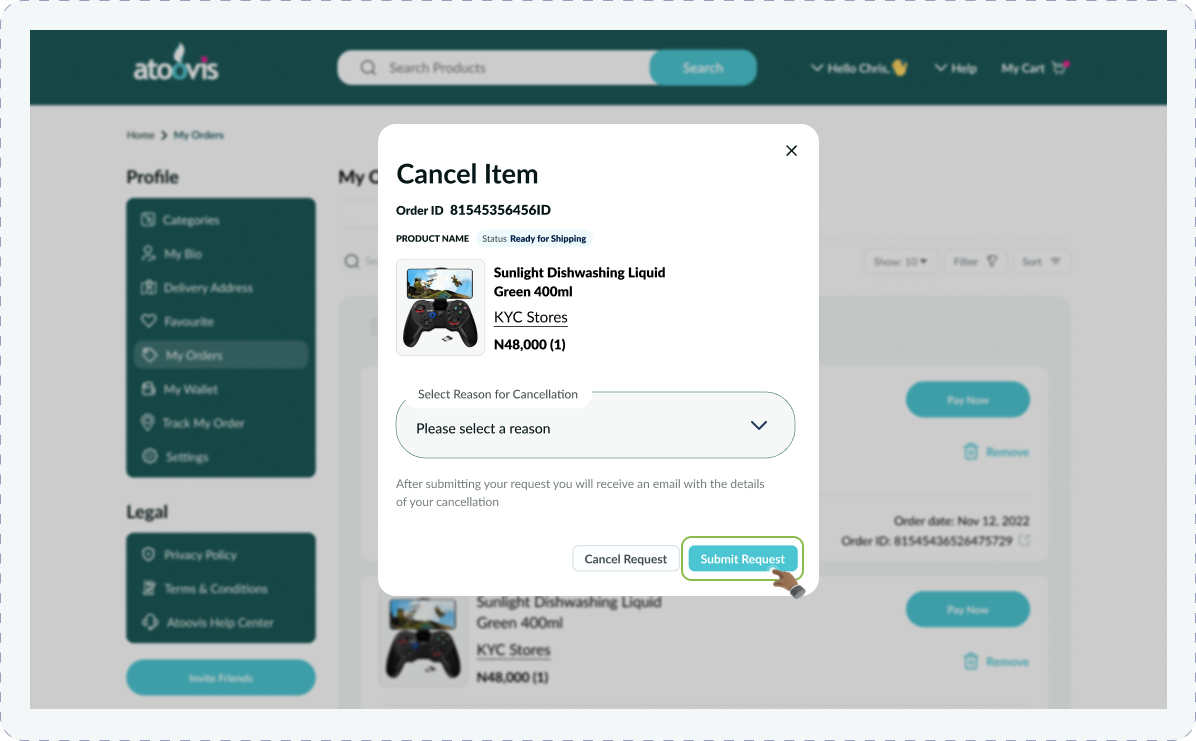 atoovis
Search Products
Search
Hello Chris,👋
Help
My Cart
Home > My Orders
Profile
Categories
My Bio
Delivery Address
Favourite
My Orders
My Wallet
Track My Order
Settings
Legal
Privacy Policy
Terms & Conditions
Atoovis Help Center
Invite Friends
My O
Show: 10
Filter
Sort
Cancel Item
Order ID 81545356456ID
PRODUCT NAME Status Ready for Shipping
Sunlight Dishwashing Liquid
Green 400ml
KYC Stores
N48,000 (1)
Select Reason for Cancellation
Please select a reason
After submitting your request you will receive an email with the details
of your cancellation
Cancel Request
Submit Request
Pay Now
Remove
Order date: Nov 12, 2022
Order ID: 81545436526475729
Sunlight Dishwashing Liquid
Green 400ml
KYC Stores
N48,000 (1)
Pay Now
Remove